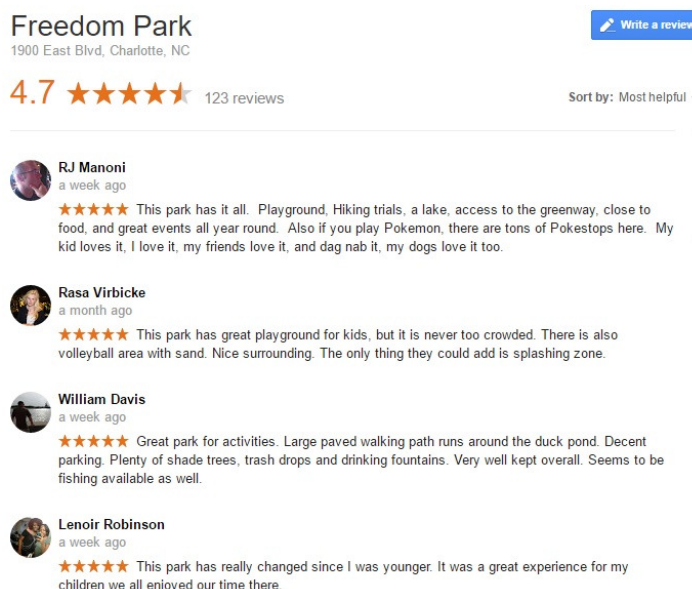 Freedom Park
Write a review
1900 East Blvd, Charlotte, NC
4.7 123 reviews
Sort by: Most helpful
RJ Manoni
a week ago
This park has it all. Playground, Hiking trials, a lake, access to the greenway, close to
food, and great events all year round. Also if you play Pokemon, there are tons of Pokestops here. My
kid loves it, I love it, my friends love it, and dag nab it, my dogs love it too.
Rasa Virbicke
a month ago
This park has great playground for kids, but it is never too crowded. There is also
volleyball area with sand. Nice surrounding. The only thing they could add is splashing zone.
William Davis
a week ago
Great park for activities. Large paved walking path runs around the duck pond. Decent
parking. Plenty of shade trees, trash drops and drinking fountains. Very well kept overall. Seems to be
fishing available as well.
Lenoir Robinson
a week ago
This park has really changed since I was younger. It was a great experience for my
children we all enjoyed our time there.